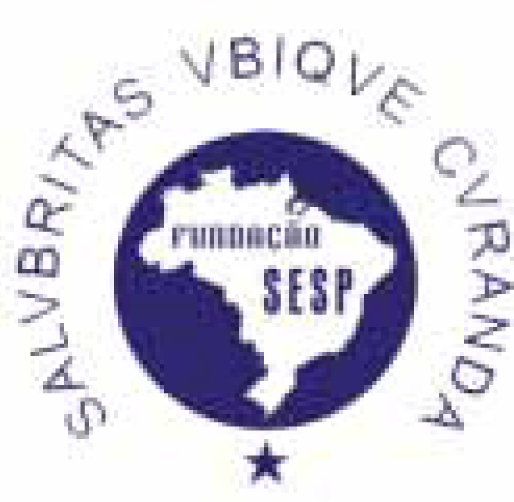 SALVBRITAS VBIQVE CVRANDA
FUNDAÇÃO
SESP